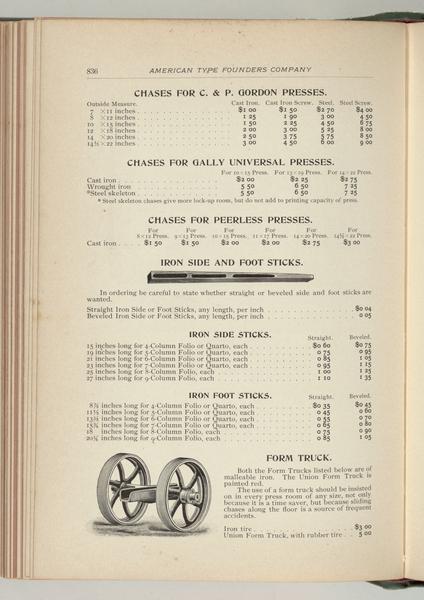 836 AMERICAN TYPE FOUNDERS COMPANY
CHASES FOR C. & P. GORDON PRESSES.
Outside Measure. Cast Iron. Cast Iron Screw. Steel. Steel Screw.
7 × 11 inches $1 00 $1 50 $2 70 $4 00
8 × 12 inches 1 25 1 90 3 00 4 50
10 × 15 inches 1 50 2 25 4 50 6 75
12 × 18 inches 2 00 3 00 5 25 8 00
14 × 20 inches 2 50 3 75 5 75 8 50
14½ × 22 inches 3 00 4 50 6 00 9 00
CHASES FOR GALLY UNIVERSAL PRESSES.
For 10×15 Press. For 13×19 Press. For 14×22 Press.
Cast iron $2 00 $2 25 $2 75
Wrought iron 5 50 6 50 7 25
*Steel skeleton 5 50 6 50 7 25
* Steel skeleton chases give more lock-up room, but do not add to printing capacity of press.
CHASES FOR PEERLESS PRESSES.
For For For For For For
8×12 Press. 9×13 Press. 10×15 Press. 11×17 Press. 14×20 Press. 14½×22 Press.
Cast iron $1 50 $1 50 $2 00 $2 00 $2 75 $3 00
IRON SIDE AND FOOT STICKS.
In ordering be careful to state whether straight or beveled side and foot sticks are
wanted.
Straight Iron Side or Foot Sticks, any length, per inch $0 04
Beveled Iron Side or Foot Sticks, any length, per inch 0 05
IRON SIDE STICKS. Straight. Beveled.
15 inches long for 4-Column Folio or Quarto, each $0 60 $0 75
19 inches long for 5-Column Folio or Quarto, each 0 75 0 95
21 inches long for 6-Column Folio or Quarto, each 0 85 1 05
23 inches long for 7-Column Folio or Quarto, each 0 95 1 15
25 inches long for 8-Column Folio, each 1 00 1 25
27 inches long for 9-Column Folio, each 1 10 1 35
IRON FOOT STICKS. Straight. Beveled.
8¾ inches long for 4-Column Folio or Quarto, each $0 35 $0 45
11½ inches long for 5-Column Folio or Quarto, each 0 45 0 60
13¾ inches long for 6-Column Folio or Quarto, each 0 55 0 70
15¾ inches long for 7-Column Folio or Quarto, each 0 65 0 80
18 inches long for 8-Column Folio, each 0 75 0 90
20¼ inches long for 9-Column Folio, each 0 85 1 05
FORM TRUCK.
Both the Form Trucks listed below are of
malleable iron. The Union Form Truck is
painted red.
The use of a form truck should be insisted
on in every press room of any size, not only
because it is a time saver, but because sliding
chases along the floor is a source of frequent
accidents.
Iron tire $3 00
Union Form Truck, with rubber tire 5 00